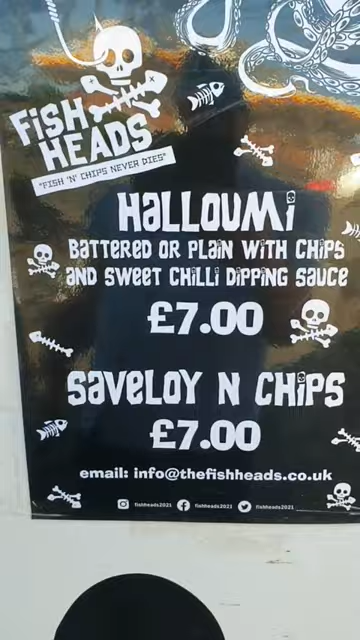 FiSH
HEADS
"FISH 'N' CHIPS NEVER DIES"
HALLOUMi
BATTERED OR PLAiN WiTH CHiPS
AND SWEET CHiLLi DiPPiNG SAUCE
£7.00
SAVELOY N CHiPS
£7.00
email: info@thefishheads.co.uk
fishheads2021 fishheads2021 fishheads2021